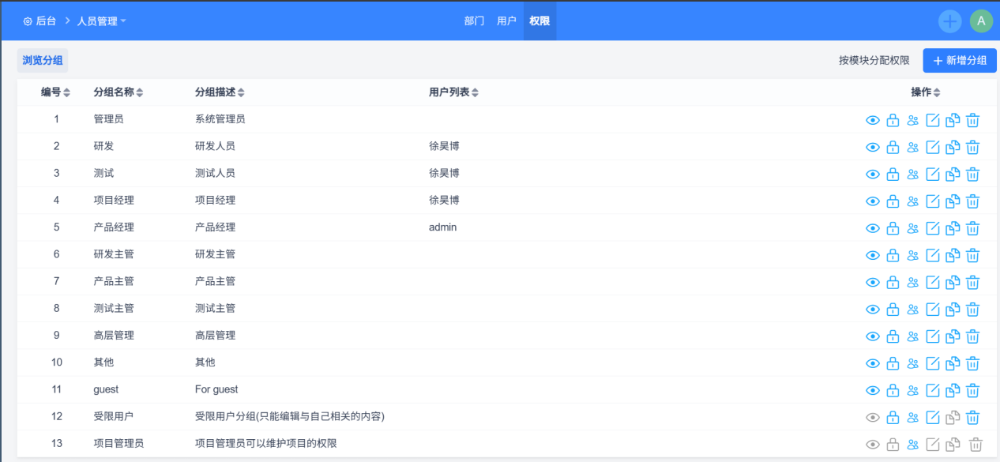 后台 人员管理 部门 用户 权限 A
浏览分组 按模块分配权限 新增分组
编号 分组名称 分组描述 用户列表 操作
1 管理员 系统管理员
2 研发 研发人员 徐昊博
3 测试 测试人员 徐昊博
4 项目经理 项目经理 徐昊博
5 产品经理 产品经理 admin
6 研发主管 研发主管
7 产品主管 产品主管
8 测试主管 测试主管
9 高层管理 高层管理
10 其他 其他
11 guest For guest
12 受限用户 受限用户分组(只能编辑与自己相关的内容)
13 项目管理员 项目管理员可以维护项目的权限